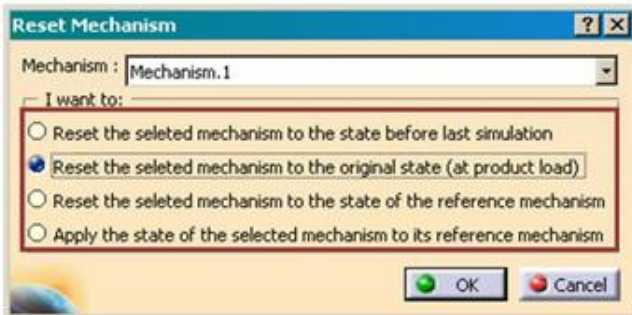 Reset Mechanism
Mechanism : Mechanism.1
I want to:
Reset the seleted mechanism to the state before last simulation
Reset the seleted mechanism to the original state (at product load)
Reset the seleted mechanism to the state of the reference mechanism
Apply the state of the selected mechanism to its reference mechanism
OK Cancel